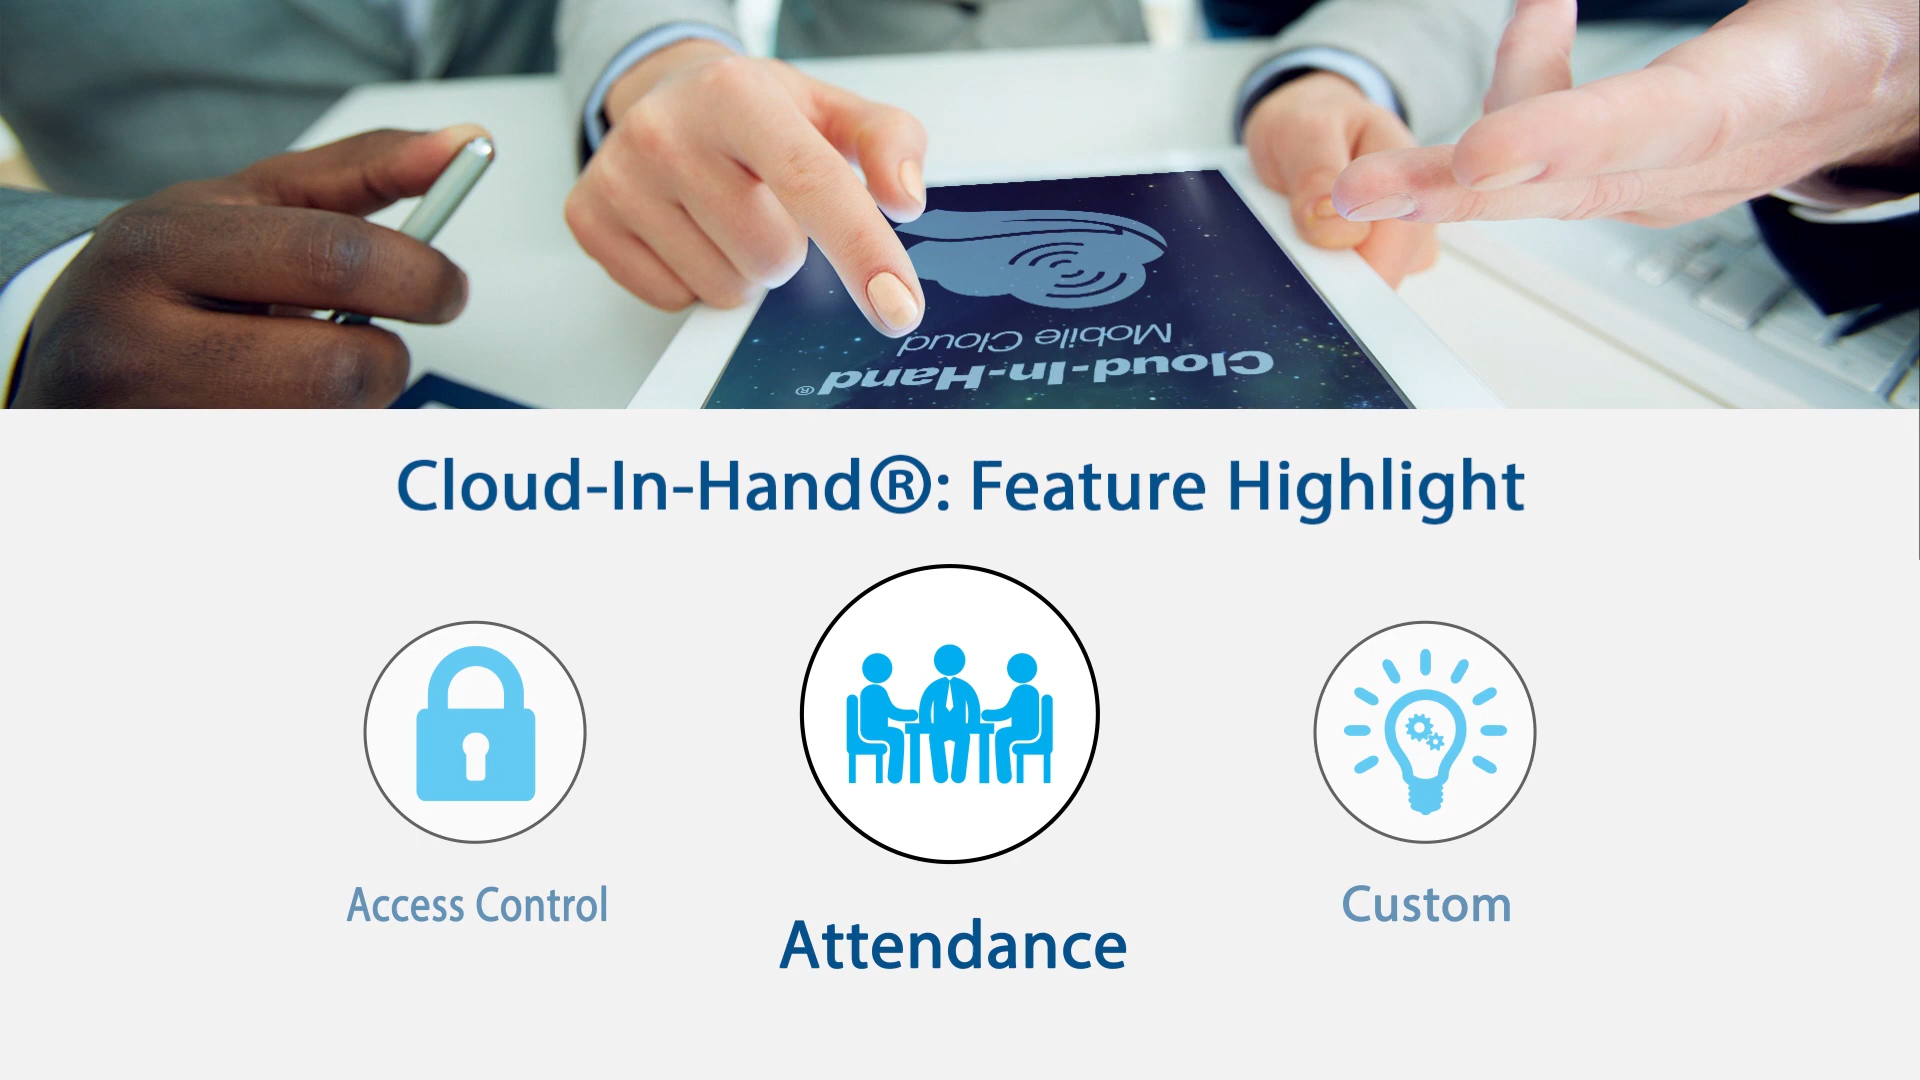 Mobile Cloud
Cloud-In-Hand®
Cloud-In-Hand®: Feature Highlight
Access Control
Attendance
Custom